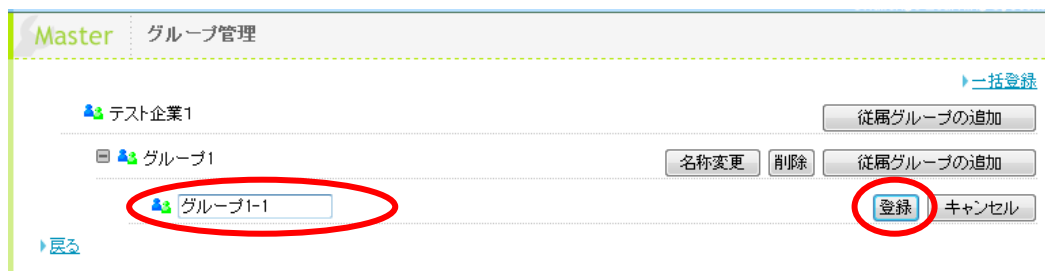 Master グループ管理
一括登録
テスト企業1 従属グループの追加
グループ1 名称変更 削除 従属グループの追加
グループ1-1 登録 キャンセル
戻る